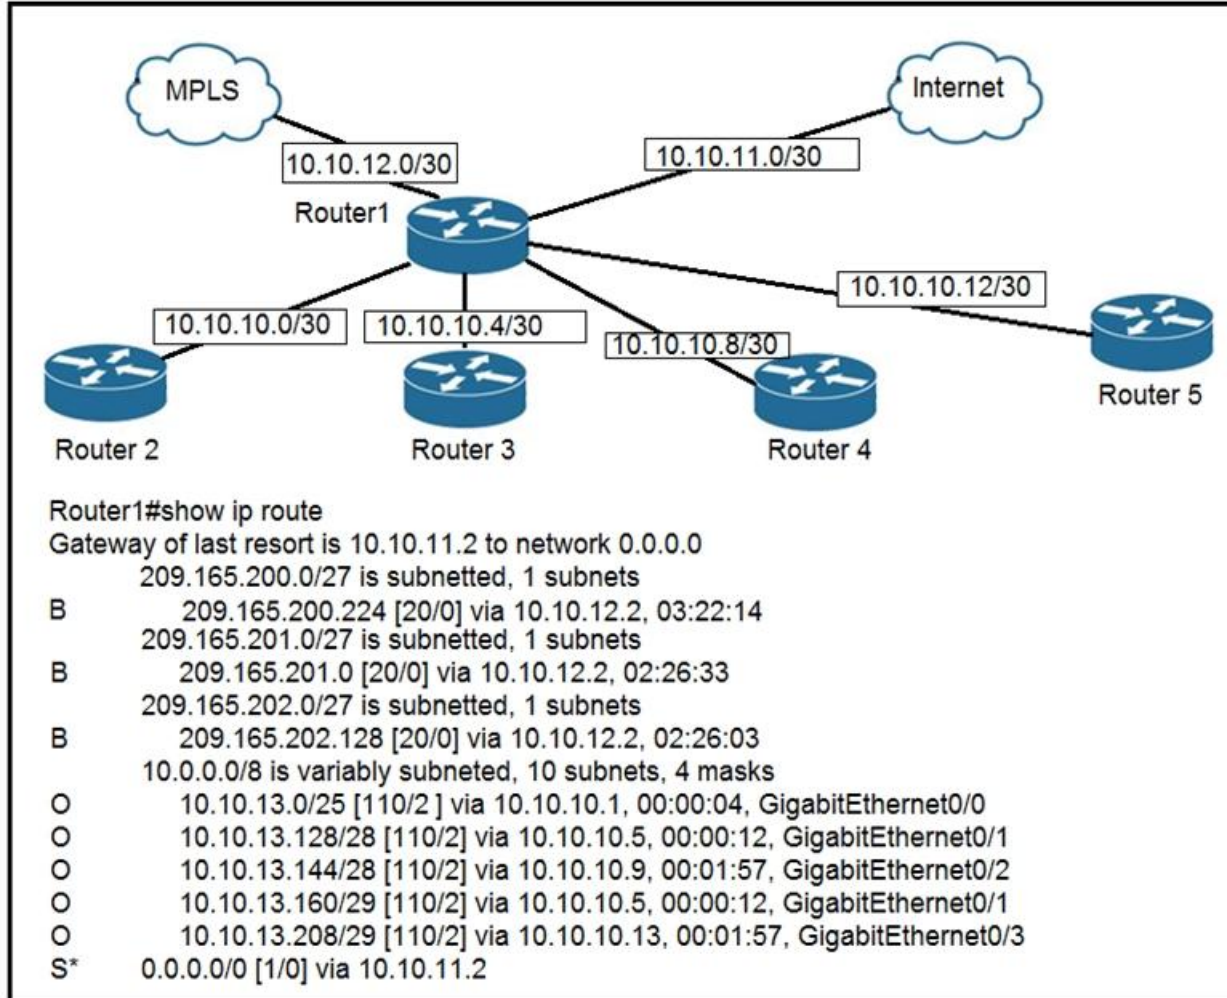 MPLS
Internet
10.10.12.0/30
10.10.11.0/30
Router1
10.10.10.12/30
10.10.10.0/30
10.10.10.4/30
10.10.10.8/30
Router 5
Router 2
Router 3
Router 4
Router1#show ip route
Gateway of last resort is 10.10.11.2 to network 0.0.0.0
209.165.200.0/27 is subnetted, 1 subnets
B 209.165.200.224 [20/0] via 10.10.12.2, 03:22:14
209.165.201.0/27 is subnetted, 1 subnets
B 209.165.201.0 [20/0] via 10.10.12.2, 02:26:33
209.165.202.0/27 is subnetted, 1 subnets
B 209.165.202.128 [20/0] via 10.10.12.2, 02:26:03
10.0.0.0/8 is variably subneted, 10 subnets, 4 masks
O 10.10.13.0/25 [110/2 ] via 10.10.10.1, 00:00:04, GigabitEthernet0/0
O 10.10.13.128/28 [110/2] via 10.10.10.5, 00:00:12, GigabitEthernet0/1
O 10.10.13.144/28 [110/2] via 10.10.10.9, 00:01:57, GigabitEthernet0/2
O 10.10.13.160/29 [110/2] via 10.10.10.5, 00:00:12, GigabitEthernet0/1
O 10.10.13.208/29 [110/2] via 10.10.10.13, 00:01:57, GigabitEthernet0/3
S* 0.0.0.0/0 [1/0] via 10.10.11.2